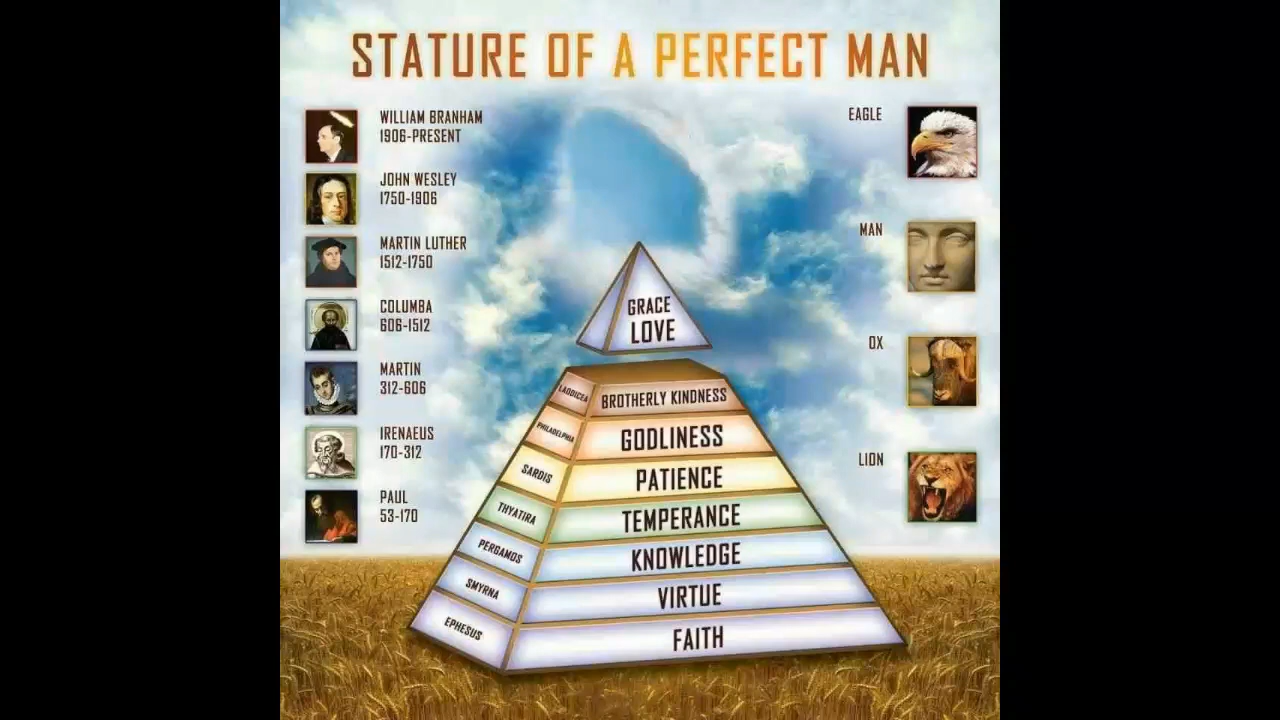 STATURE OF A PERFECT MAN
WILLIAM BRANHAM
1906-PRESENT
JOHN WESLEY
1750-1906
MARTIN LUTHER
1512-1750
COLUMBA
606-1512
MARTIN
312-606
IRENAEUS
170-312
PAUL
53-170
EAGLE
MAN
OX
LION
GRACE
LOVE
LAODICEA BROTHERLY KINDNESS
PHILADELPHIA GODLINESS
SARDIS PATIENCE
THYATIRA TEMPERANCE
PERGAMOS KNOWLEDGE
SMYRNA VIRTUE
EPHESUS FAITH